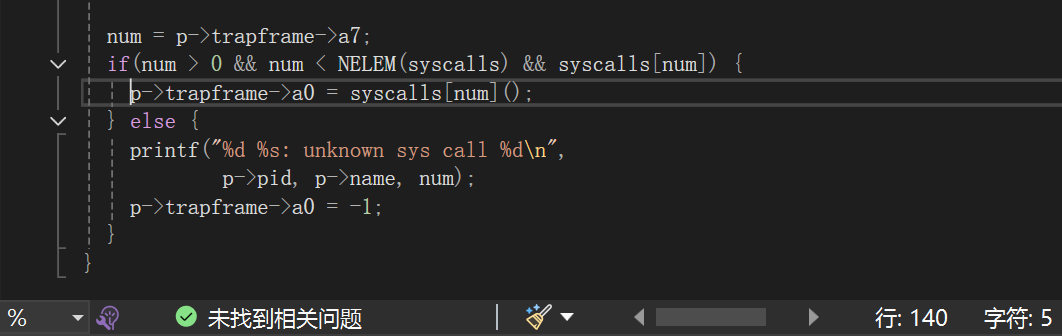 num = p->trapframe->a7;
if(num > 0 && num < NELEM(syscalls) && syscalls[num]) {
p->trapframe->a0 = syscalls[num]();
} else {
printf("%d %s: unknown sys call %d\n",
p->pid, p->name, num);
p->trapframe->a0 = -1;
}
}
% 未找到相关问题 行: 140 字符: 5